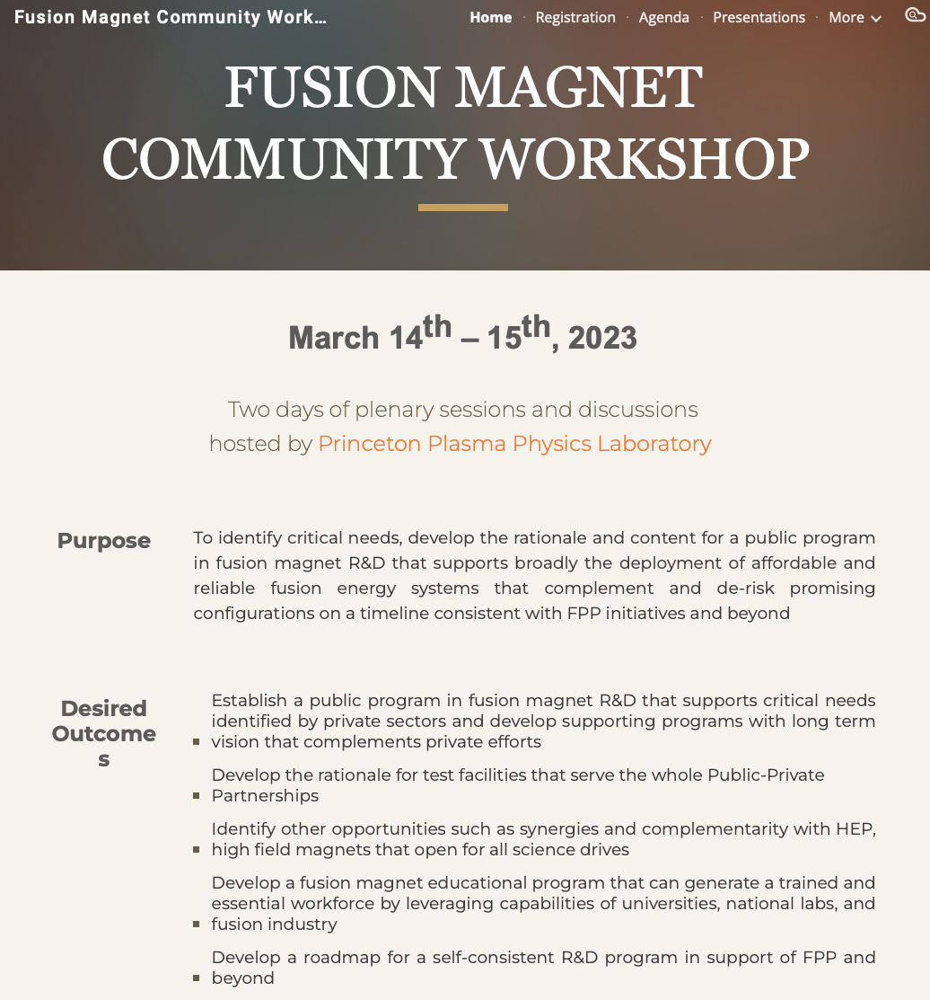 Fusion Magnet Community Work…
Home · Registration · Agenda · Presentations · More
FUSION MAGNET
COMMUNITY WORKSHOP
March 14th – 15th, 2023
Two days of plenary sessions and discussions
hosted by Princeton Plasma Physics Laboratory
Purpose
To identify critical needs, develop the rationale and content for a public program
in fusion magnet R&D that supports broadly the deployment of affordable and
reliable fusion energy systems that complement and de-risk promising
configurations on a timeline consistent with FPP initiatives and beyond
Desired
Outcome
s
Establish a public program in fusion magnet R&D that supports critical needs
identified by private sectors and develop supporting programs with long term
▪ vision that complements private efforts
Develop the rationale for test facilities that serve the whole Public-Private
▪ Partnerships
Identify other opportunities such as synergies and complementarity with HEP,
▪ high field magnets that open for all science drives
Develop a fusion magnet educational program that can generate a trained and
essential workforce by leveraging capabilities of universities, national labs, and
▪ fusion industry
Develop a roadmap for a self-consistent R&D program in support of FPP and
▪ beyond